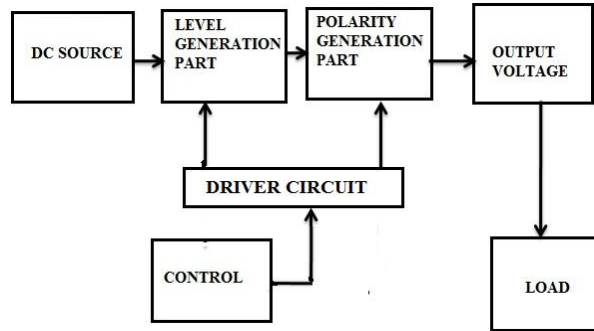 DC SOURCE
LEVEL
GENERATION
PART
POLARITY
GENERATION
PART
OUTPUT
VOLTAGE
DRIVER CIRCUIT
CONTROL
LOAD